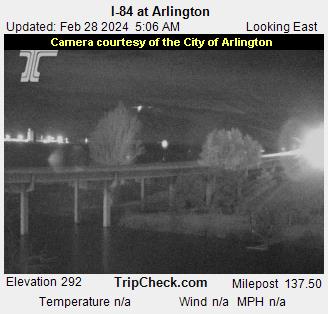 I-84 at Arlington
Updated: Feb 28 2024 5:06 AM Looking East
Camera courtesy of the City of Arlington
Elevation 292 TripCheck.com Milepost 137.50
Temperature n/a Wind n/a MPH n/a